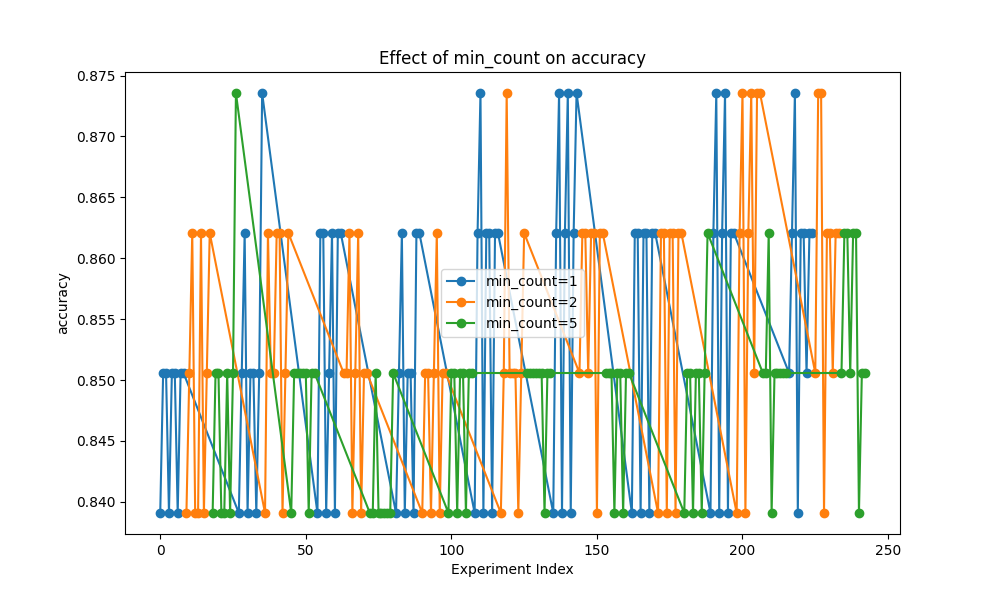 Effect of min_count on accuracy
0.875
0.870
0.865
0.860
0.855
0.850
0.845
0.840
accuracy
min_count=1
min_count=2
min_count=5
0 50 100 150 200 250
Experiment Index